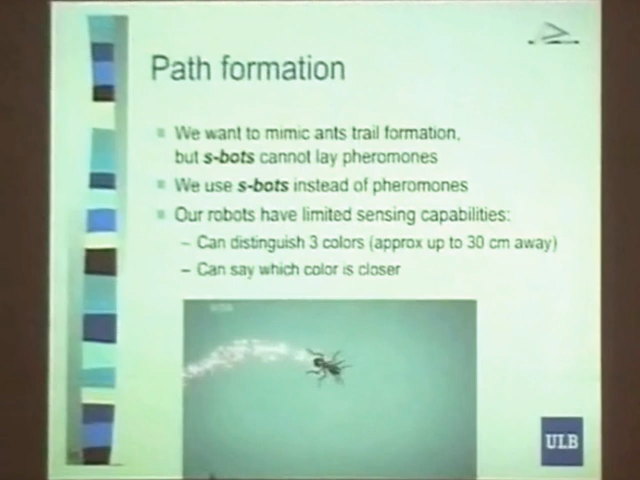 Path formation
We want to mimic ants trail formation,
but s-bots cannot lay pheromones
We use s-bots instead of pheromones
Our robots have limited sensing capabilities:
– Can distinguish 3 colors (approx up to 30 cm away)
– Can say which color is closer
ULB